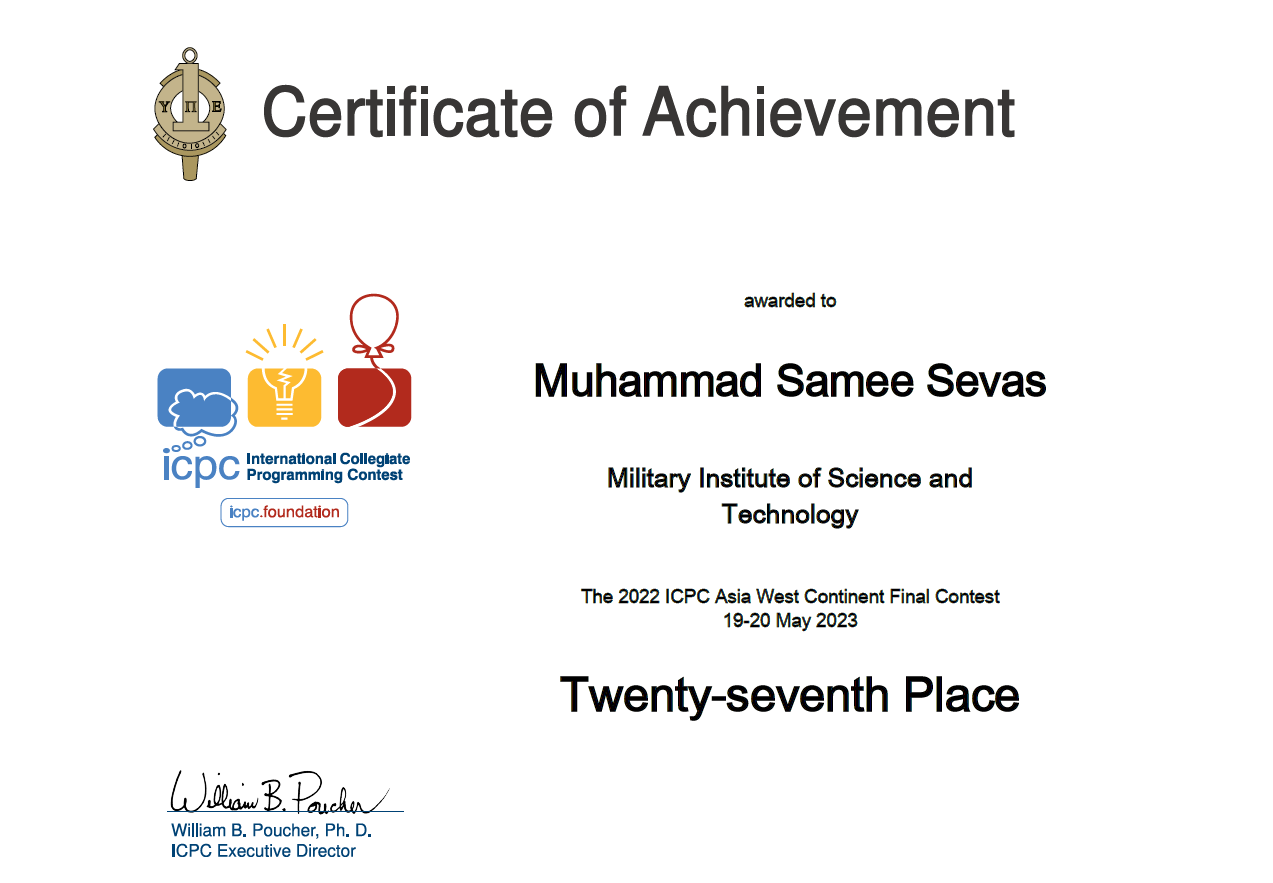 Υ Π Ε
Certificate of Achievement
awarded to
Muhammad Samee Sevas
Military Institute of Science and
Technology
The 2022 ICPC Asia West Continent Final Contest
19-20 May 2023
Twenty-seventh Place
icpc International Collegiate
Programming Contest
icpc.foundation
William B. Poucher
William B. Poucher, Ph. D.
ICPC Executive Director